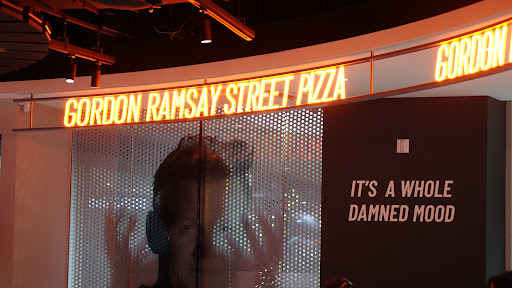 GORDON RAMSAY STREET PIZZA
GORDON
IT'S A WHOLE
DAMNED MOOD